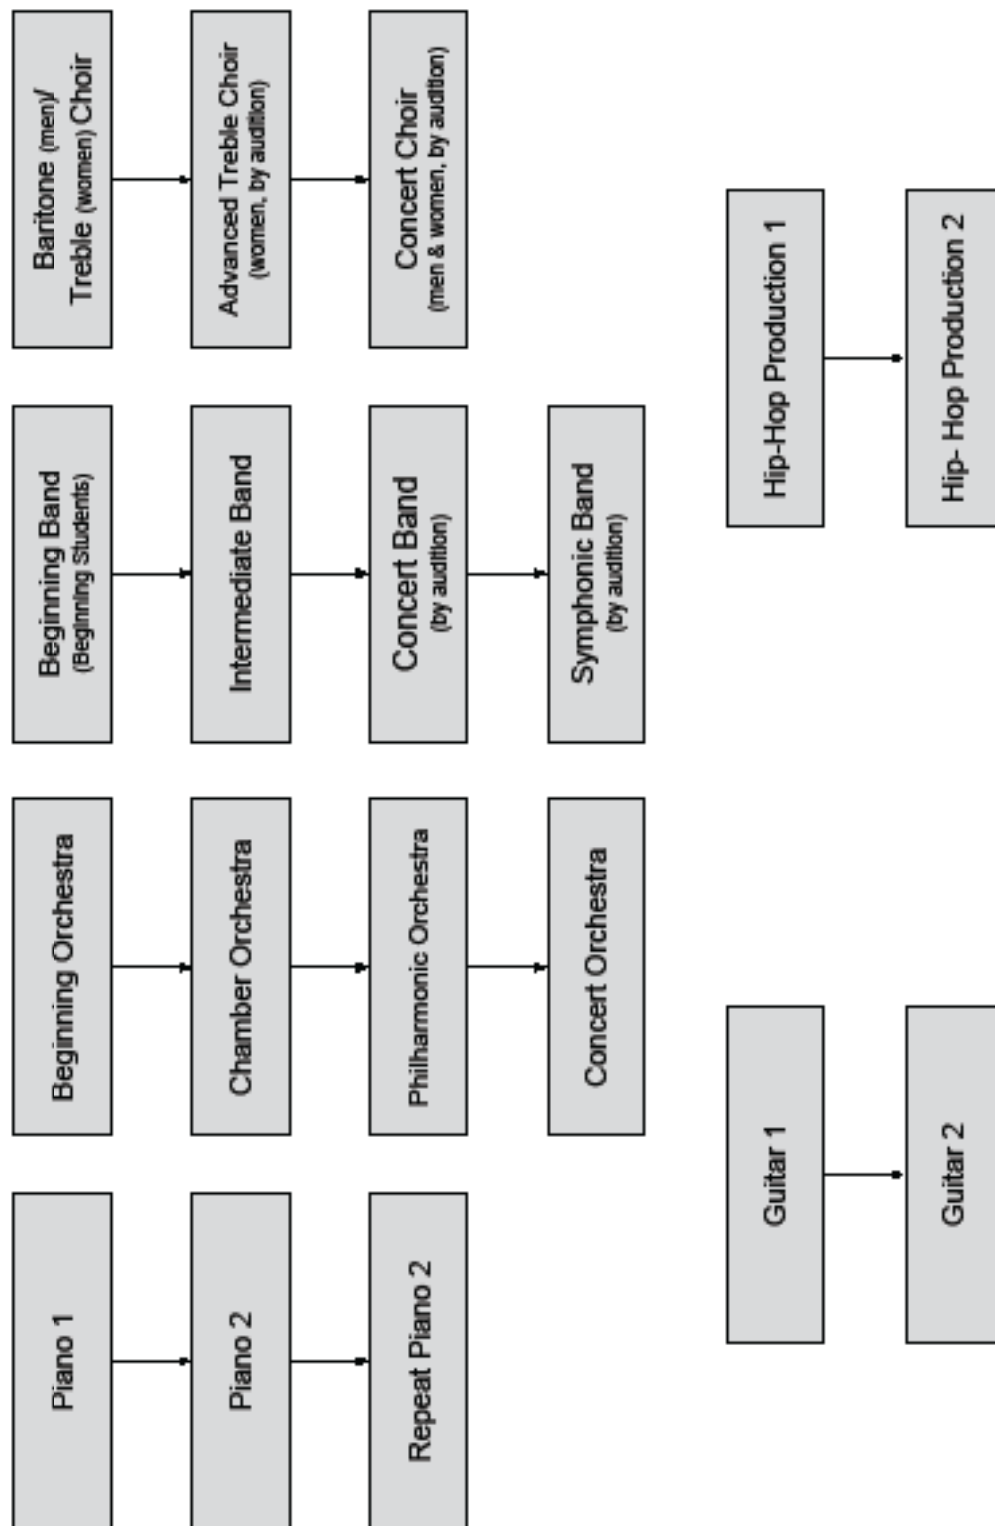 Piano 1
Piano 2
Repeat Piano 2
Beginning Orchestra
Chamber Orchestra
Philharmonic Orchestra
Concert Orchestra
Beginning Band
(Beginning Students)
Intermediate Band
Concert Band
(by audition)
Symphonic Band
(by audition)
Baritone (men)/
Treble (women) Choir
Advanced Treble Choir
(women, by audition)
Concert Choir
(men & women, by audition)
Guitar 1
Guitar 2
Hip-Hop Production 1
Hip- Hop Production 2